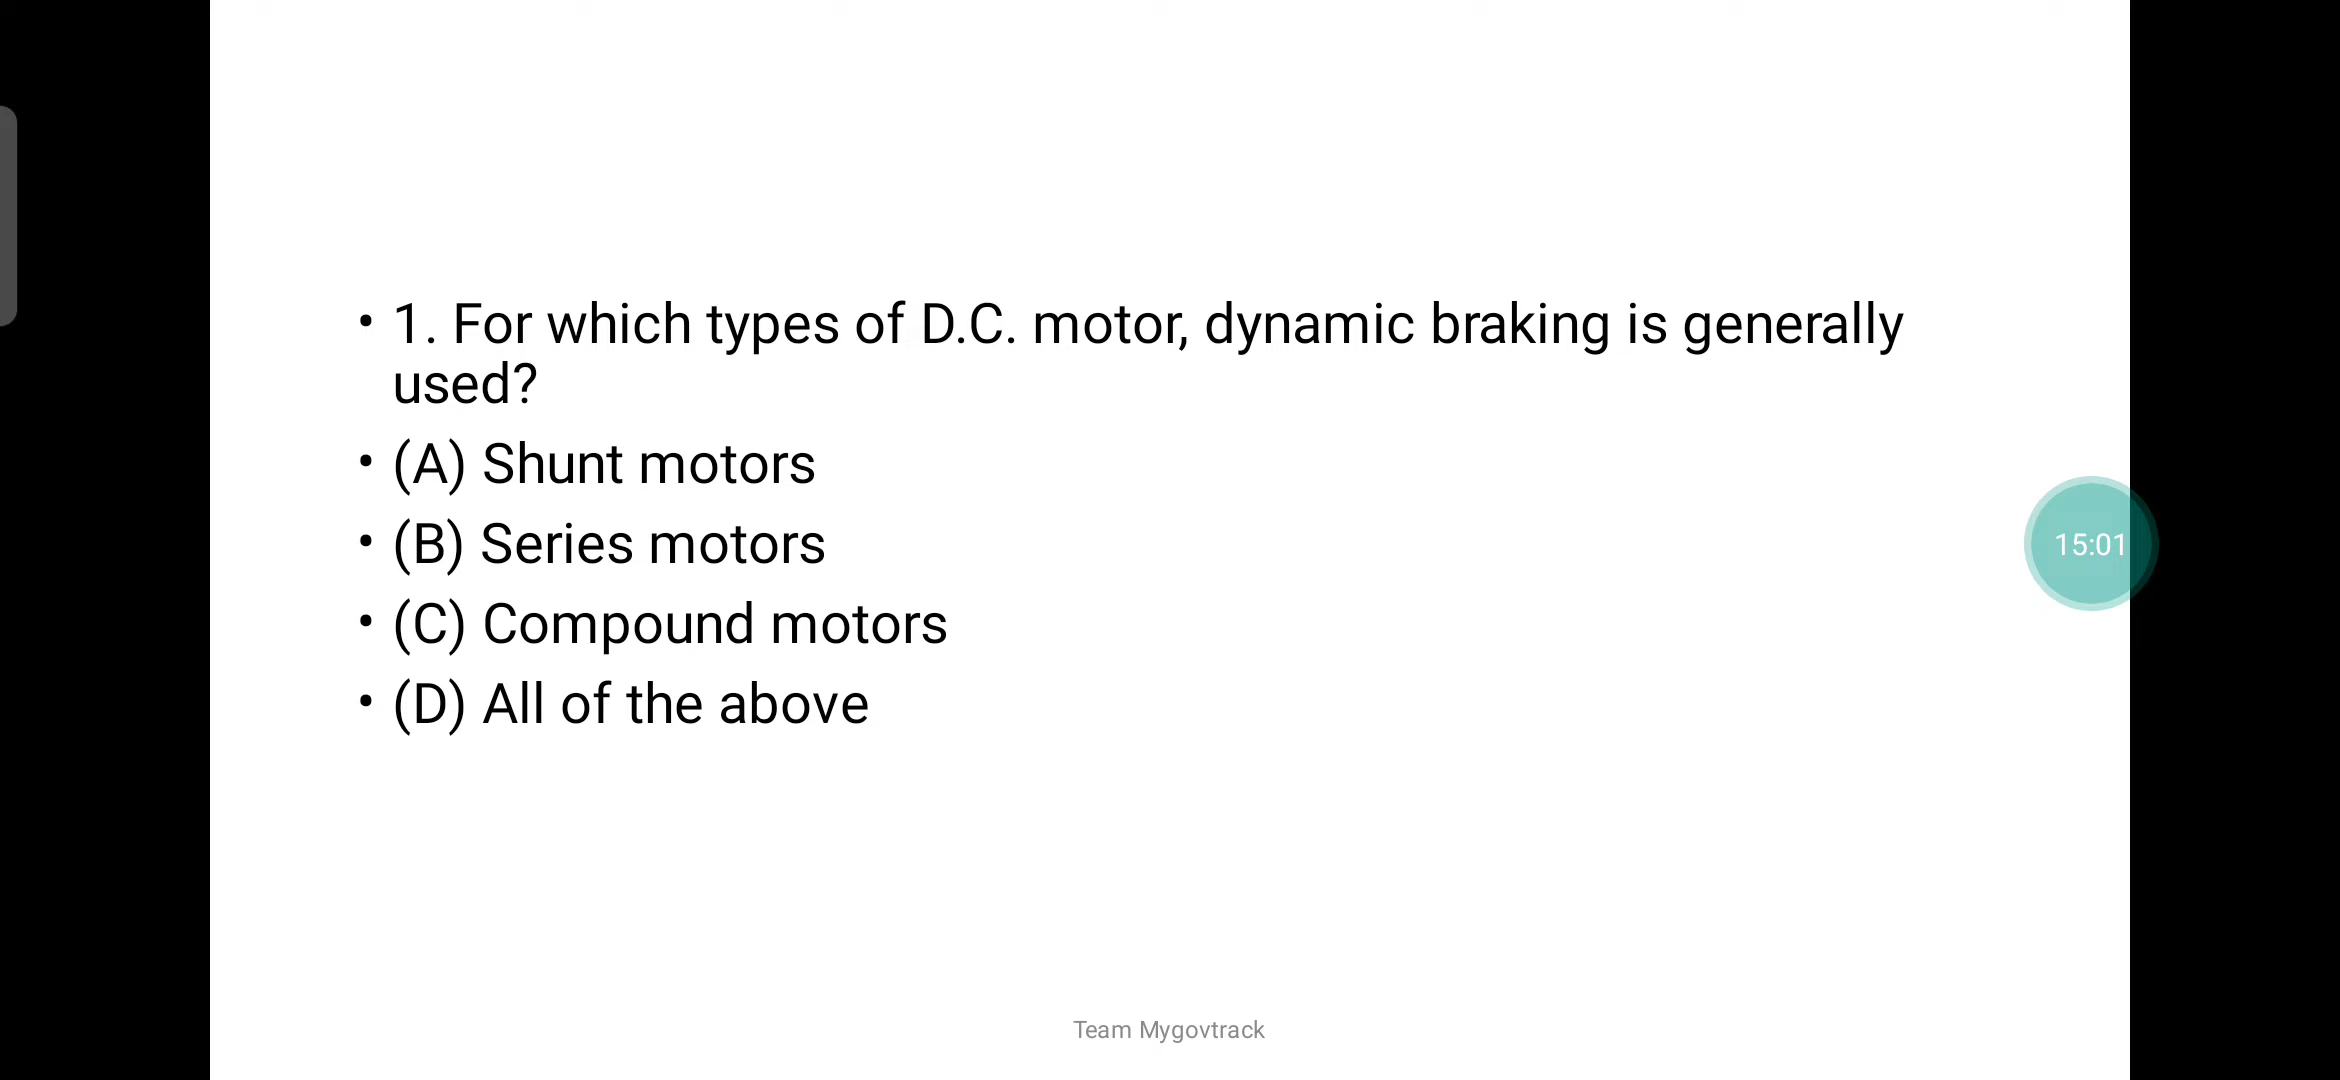 • 1. For which types of D.C. motor, dynamic braking is generally
used?
• (A) Shunt motors
• (B) Series motors
• (C) Compound motors
• (D) All of the above
15:01
Team Mygovtrack